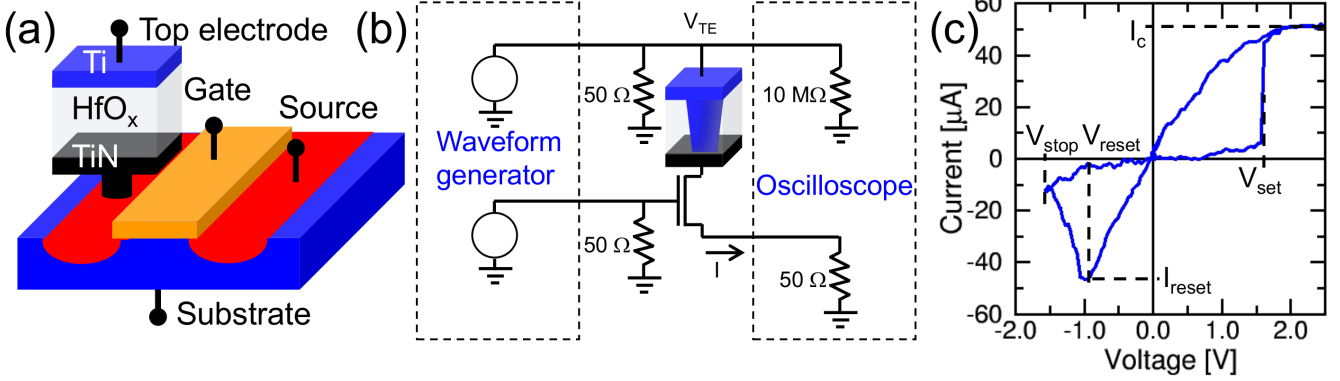 (a)
Top electrode
Ti
Gate
HfOx
Source
TiN
Substrate
(b)
VTE
50 Ω
10 MΩ
Waveform
generator
Oscilloscope
50 Ω
I
50 Ω
(c)
60
Ic
40
20
Vstop
Vreset
0
Vset
-20
-40
Ireset
-60
-2.0
-1.0
0.0
1.0
2.0
Current [μA]
Voltage [V]